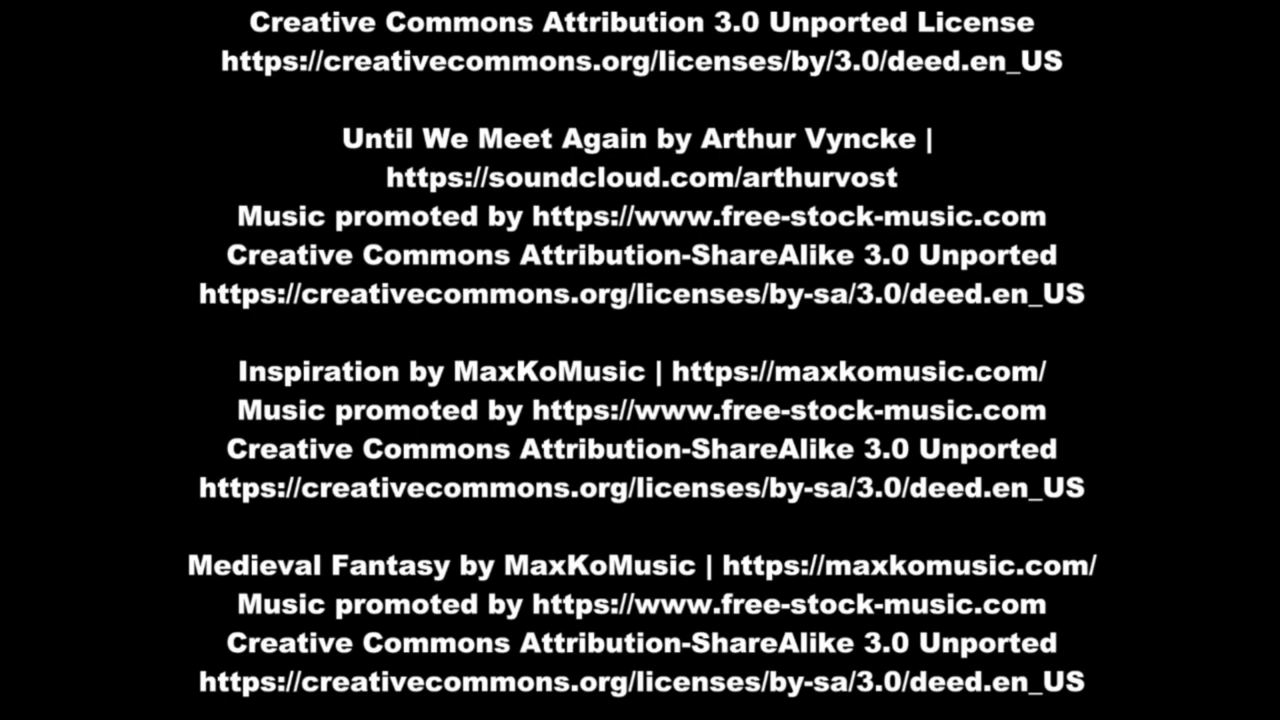 Creative Commons Attribution 3.0 Unported License
https://creativecommons.org/licenses/by/3.0/deed.en_US
Until We Meet Again by Arthur Vyncke |
https://soundcloud.com/arthurvost
Music promoted by https://www.free-stock-music.com
Creative Commons Attribution-ShareAlike 3.0 Unported
https://creativecommons.org/licenses/by-sa/3.0/deed.en_US
Inspiration by MaxKoMusic | https://maxkomusic.com/
Music promoted by https://www.free-stock-music.com
Creative Commons Attribution-ShareAlike 3.0 Unported
https://creativecommons.org/licenses/by-sa/3.0/deed.en_US
Medieval Fantasy by MaxKoMusic | https://maxkomusic.com/
Music promoted by https://www.free-stock-music.com
Creative Commons Attribution-ShareAlike 3.0 Unported
https://creativecommons.org/licenses/by-sa/3.0/deed.en_US